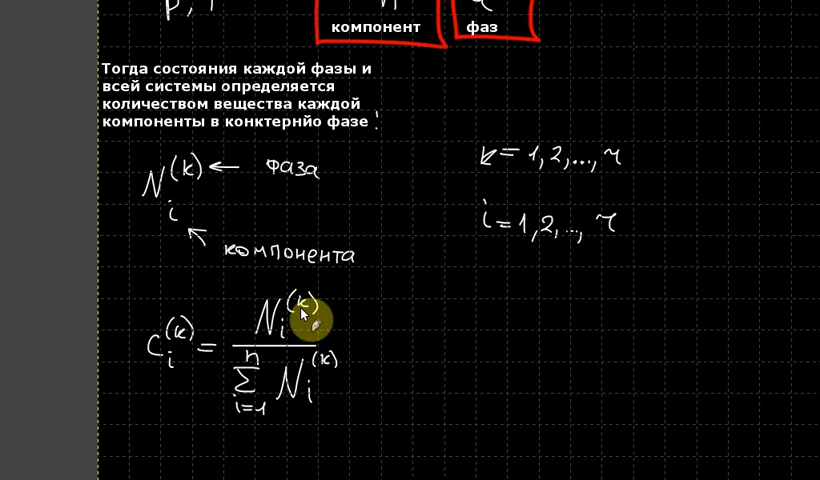 P, T n r
компонент фаз
Тогда состояния каждой фазы и
всей системы определяется
количеством вещества каждой
компоненты в конктернйо фазе !
N_i^(k) ← фаза
k = 1, 2, ..., r
i = 1, 2, ..., r
компонента
c_i^(k) = N_i^(k) / ∑_{i=1}^{n} N_i^(k)